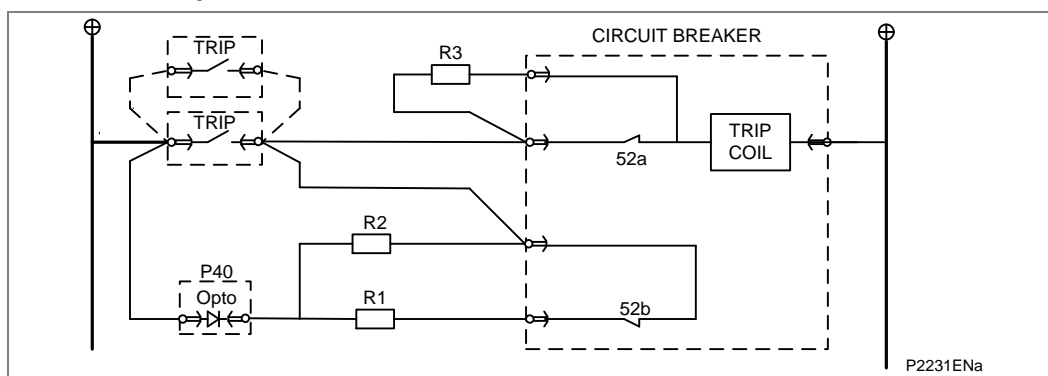 CIRCUIT BREAKER
TRIP
R3
TRIP
TRIP
COIL
52a
R2
P40
Opto
R1
52b
P2231ENa